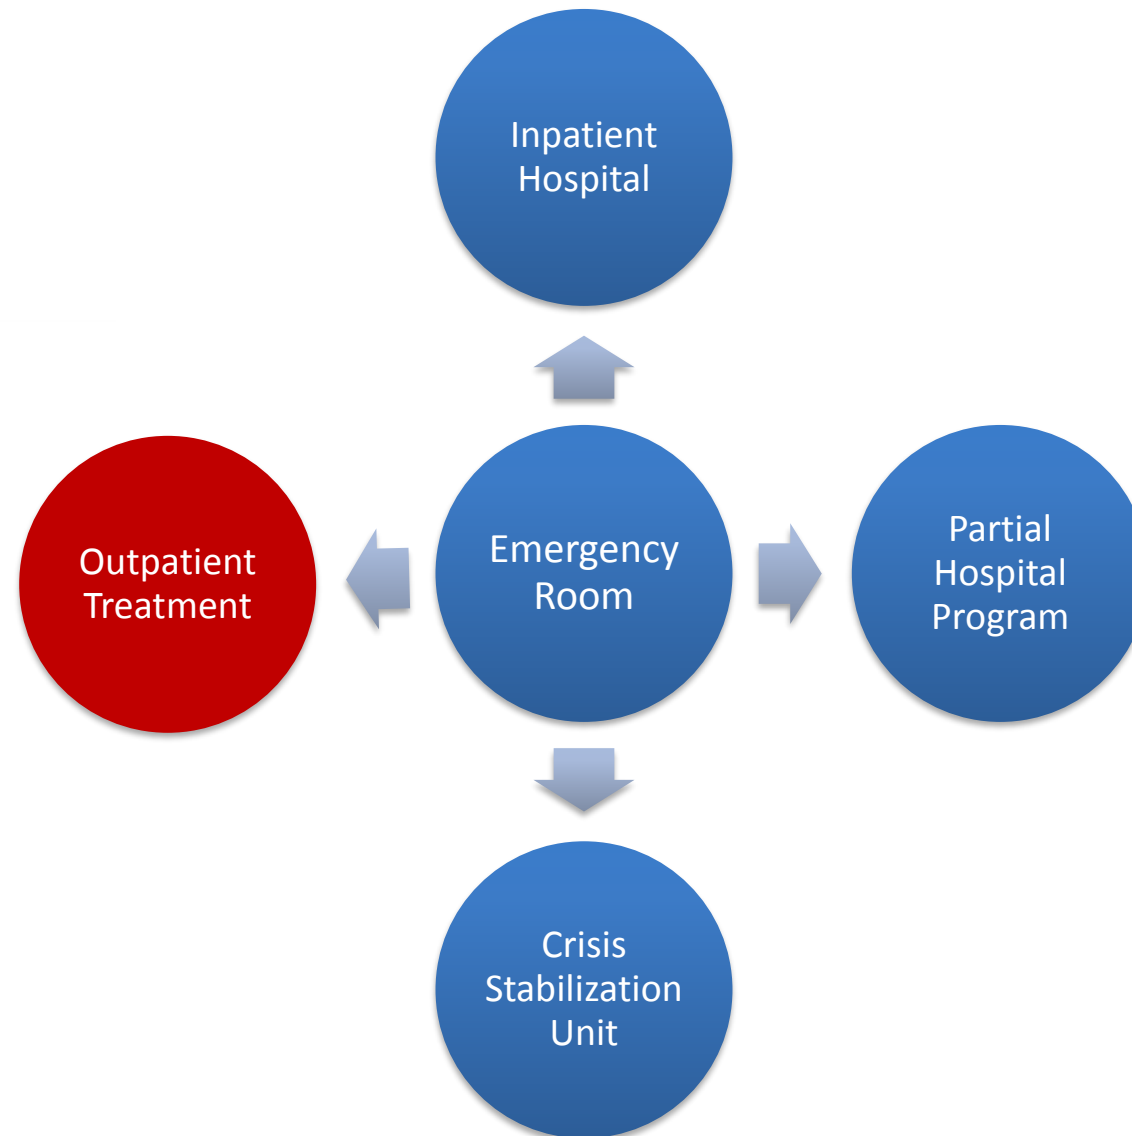 Inpatient
Hospital
Outpatient
Treatment
Emergency
Room
Partial
Hospital
Program
Crisis
Stabilization
Unit